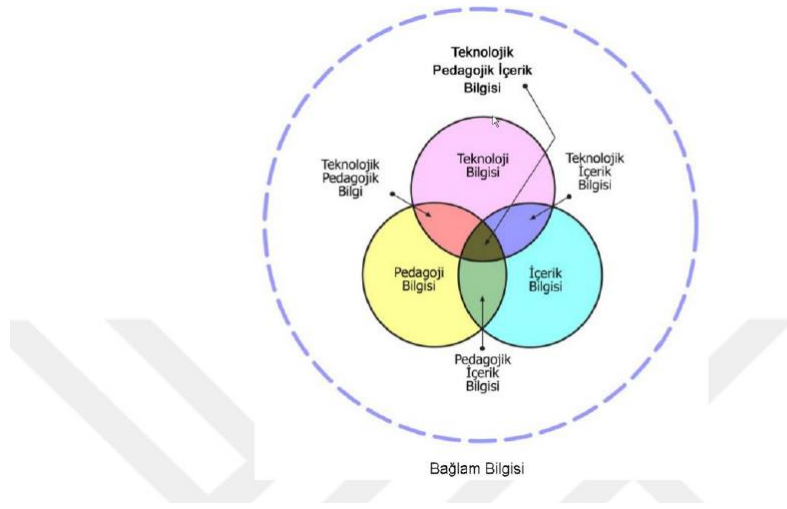 Teknolojik
Pedagojik İçerik
Bilgisi
Teknoloji
Bilgisi
Teknolojik
Pedagojik
Bilgi
Teknolojik
İçerik
Bilgisi
Pedagoji
Bilgisi
İçerik
Bilgisi
Pedagojik
İçerik
Bilgisi
Bağlam Bilgisi